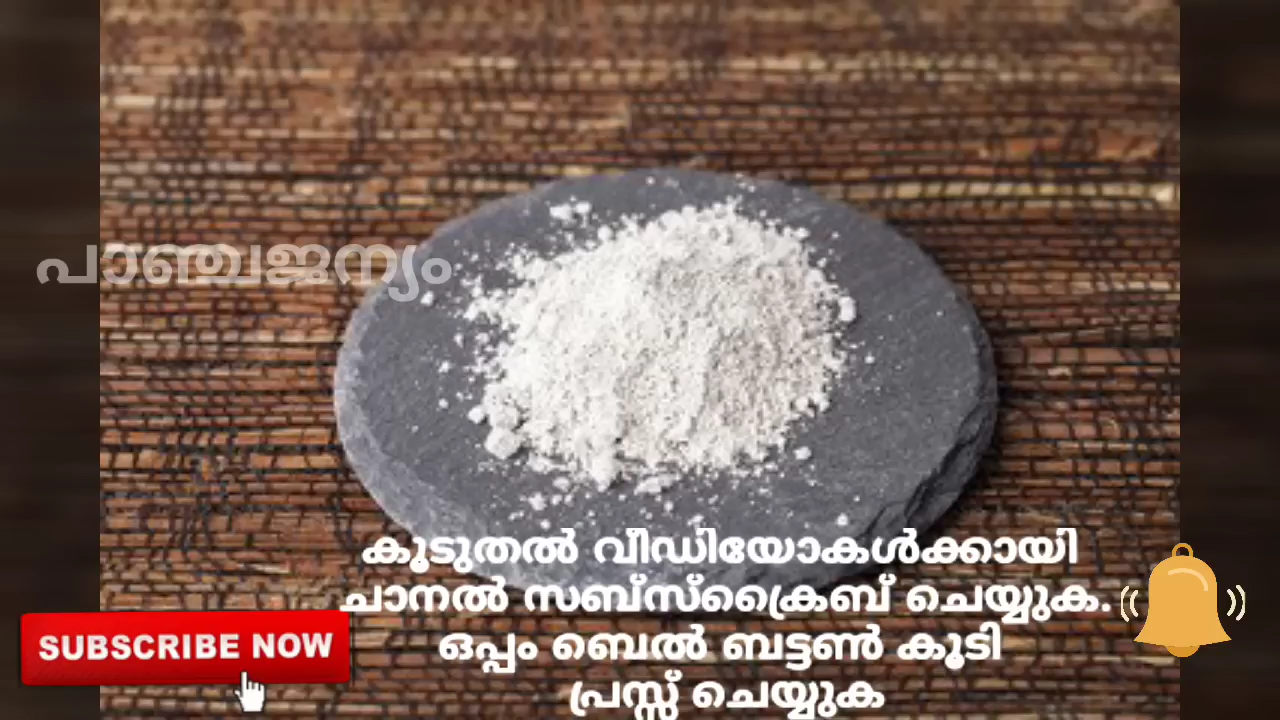 പാഞ്ചജന്യം
കൂടുതൽ വീഡിയോകൾക്കായി
ചാനൽ സബ്സ്ക്രൈബ് ചെയ്യുക.
ഒപ്പം ബെൽ ബട്ടൺ കൂടി
പ്രസ്സ് ചെയ്യുക
SUBSCRIBE NOW